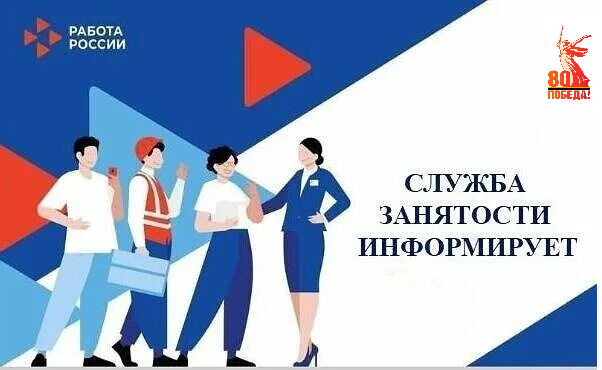 РАБОТА
РОССИИ
80
ПОБЕДА!
СЛУЖБА
ЗАНЯТОСТИ
ИНФОРМИРУЕТ